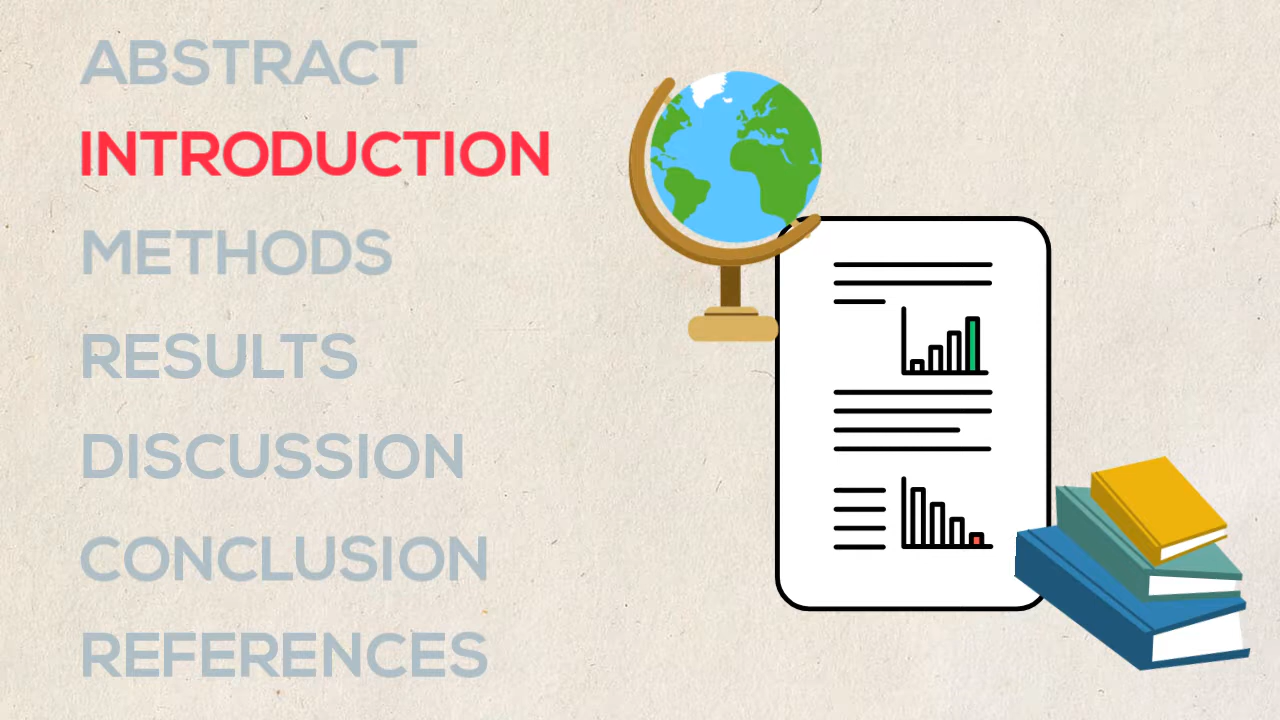 ABSTRACT
INTRODUCTION
METHODS
RESULTS
DISCUSSION
CONCLUSION
REFERENCES